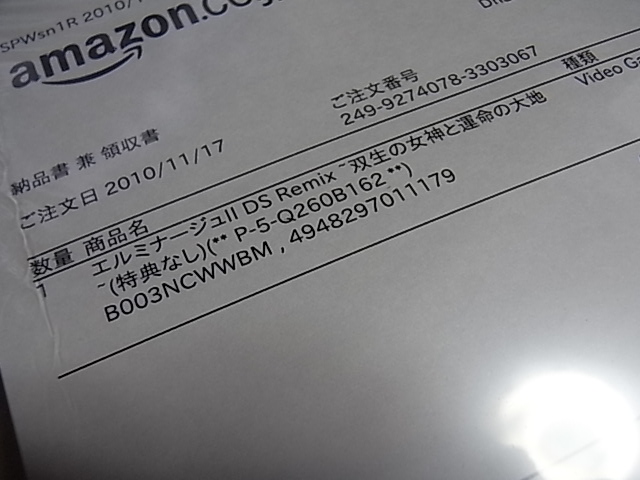 SPWsn1R 2010/1
amazon.co
納品書 兼 領収書
ご注文番号
249-9274078-3303067
ご注文日 2010/11/17
種類
数量 商品名
Video Ga
1 エルミナージュII DS Remix ~双生の女神と運命の大地
~(特典なし)(** P-5-Q260B162 **)
B003NCWWBM , 4948297011179